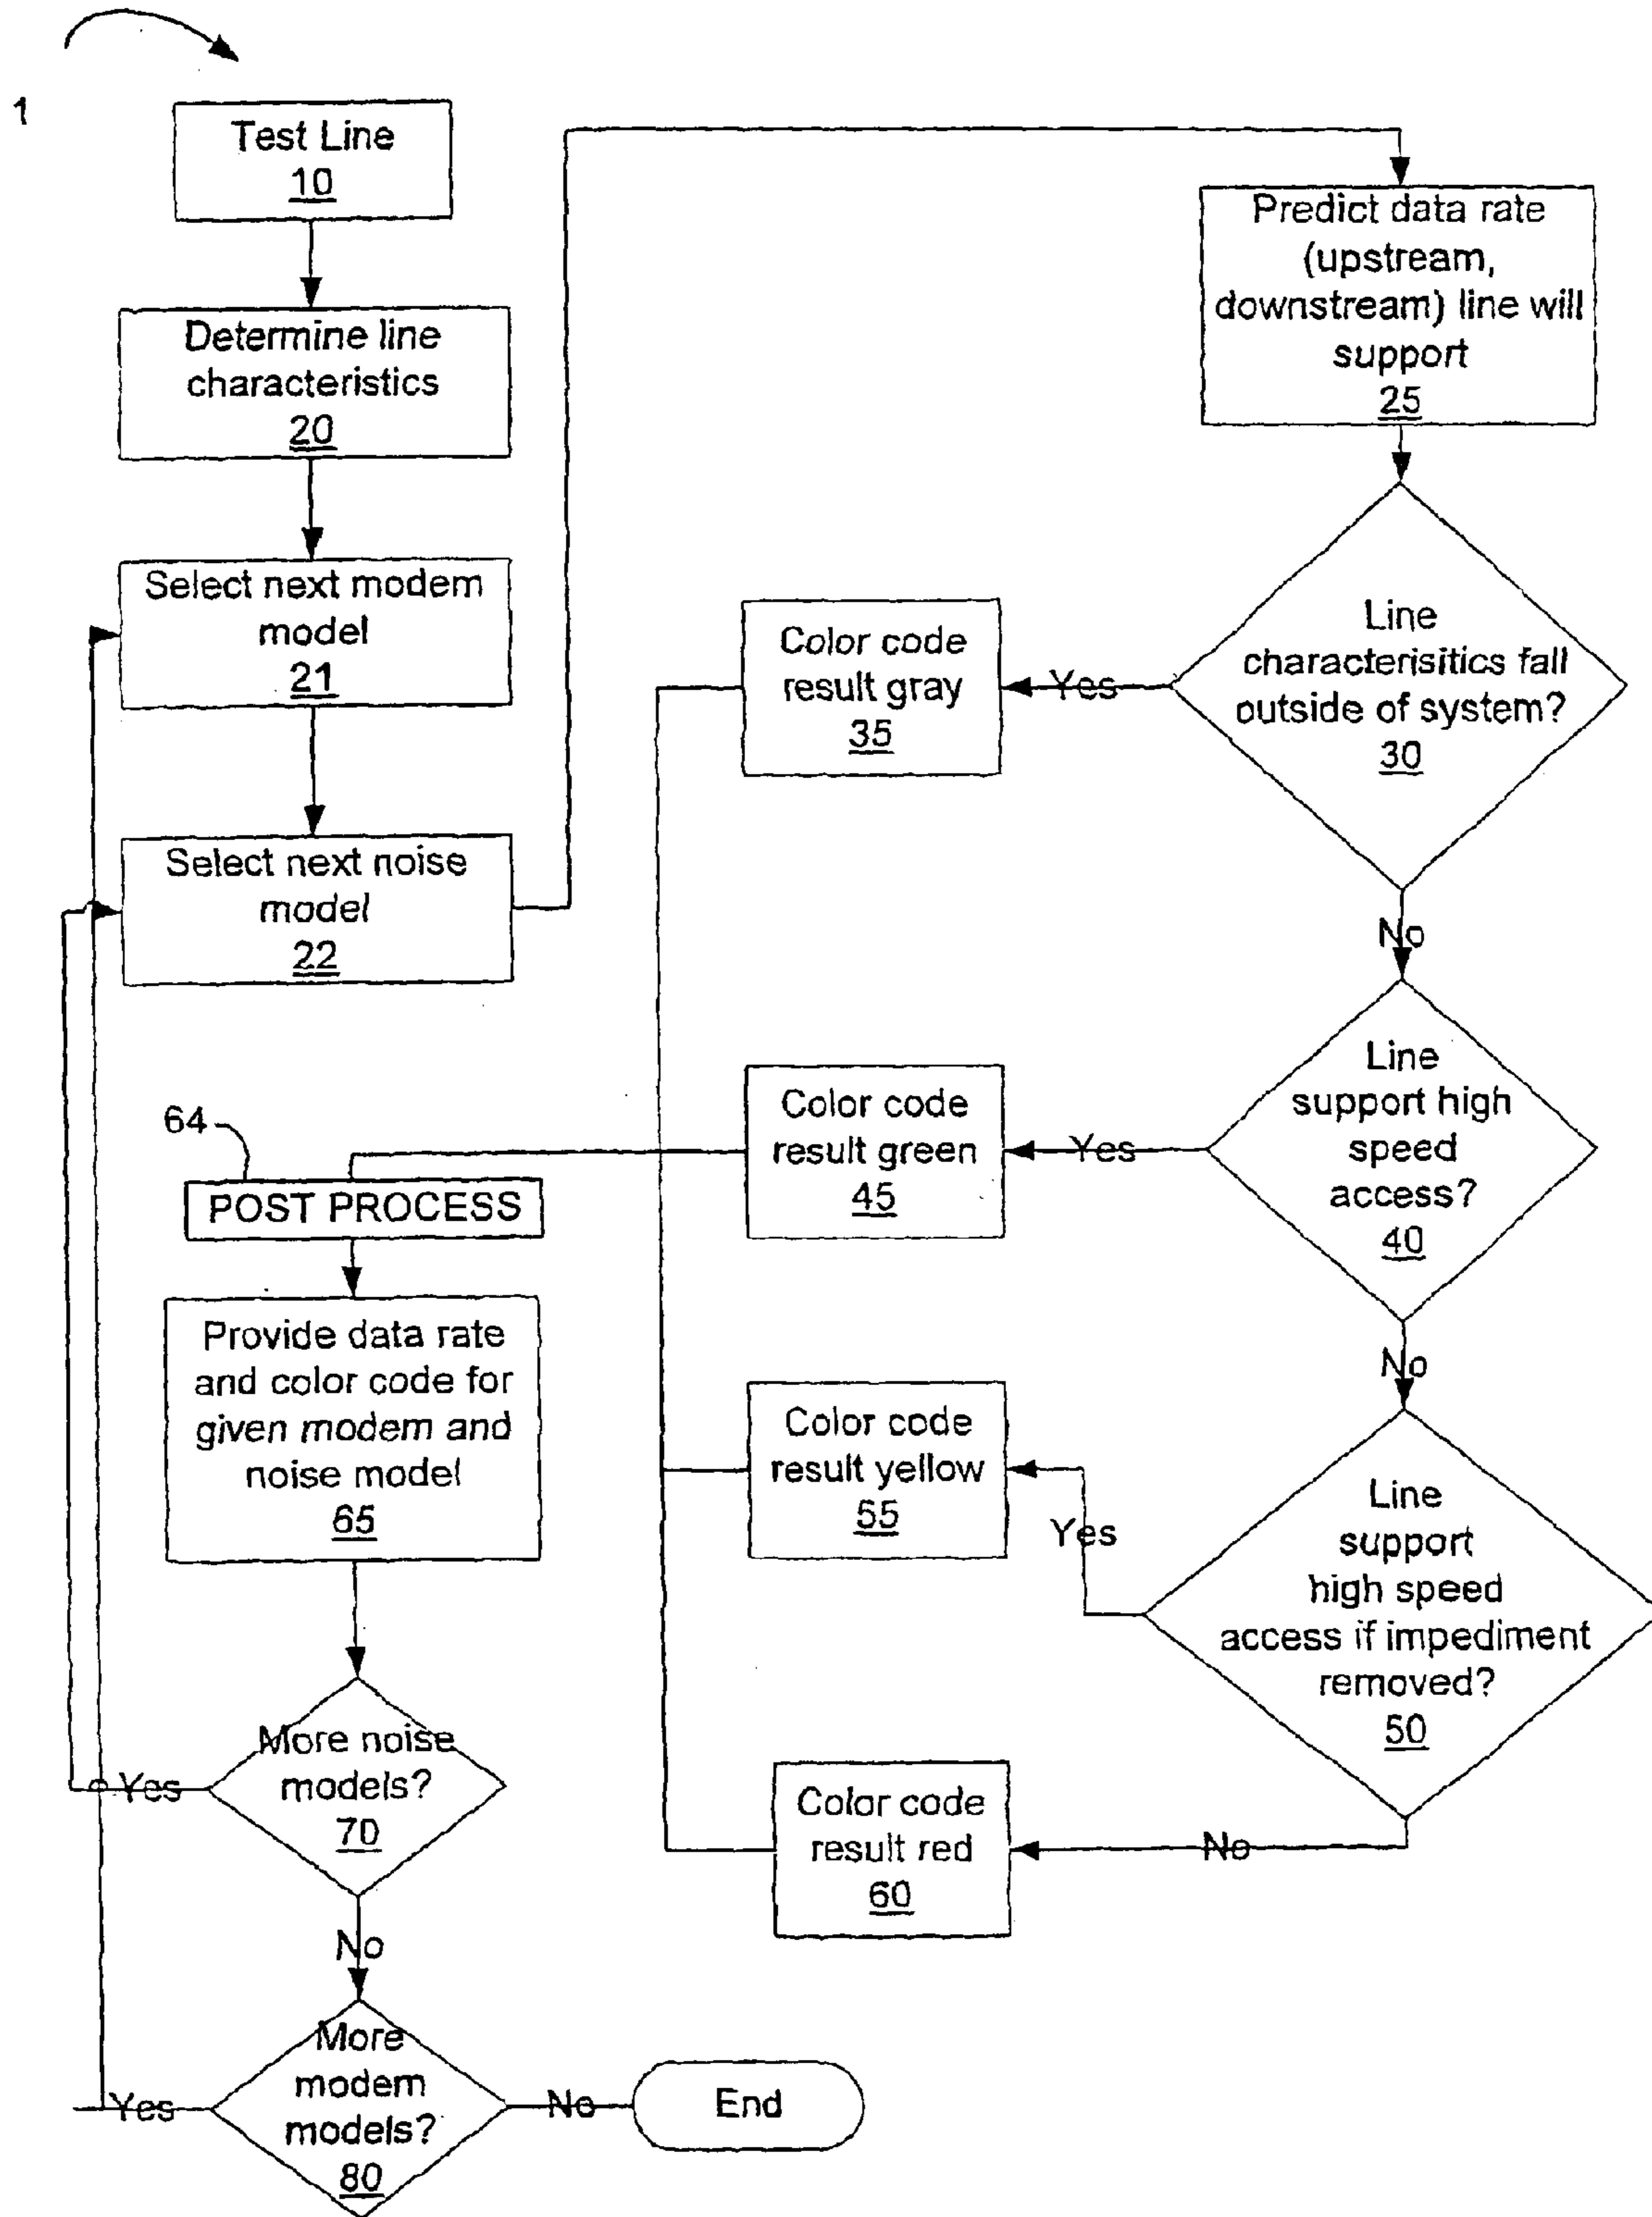 1
Test Line
10
Determine line
characteristics
20
Select next modem
model
21
Select next noise
model
22
Predict data rate
(upstream,
downstream) line will
support
25
Line
characterisitics fall
outside of system?
30
Yes
Color code
result gray
35
No
Line
support high
speed
access?
40
Yes
Color code
result green
45
No
Line
support
high speed
access if impediment
removed?
50
Yes
Color code
result yellow
55
No
Color code
result red
60
64
POST PROCESS
Provide data rate
and color code for
given modem and
noise model
65
More noise
models?
70
Yes
No
More
modem
models?
80
Yes
No
End